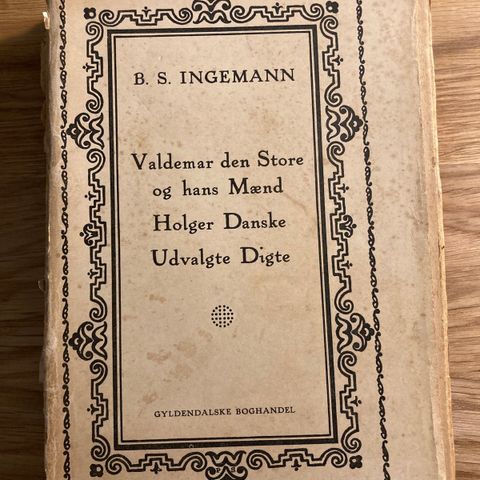 B. S. INGEMANN
Valdemar den Store
og hans Mænd
Holger Danske
Udvalgte Digte
GYLDENDALSKE BOGHANDEL